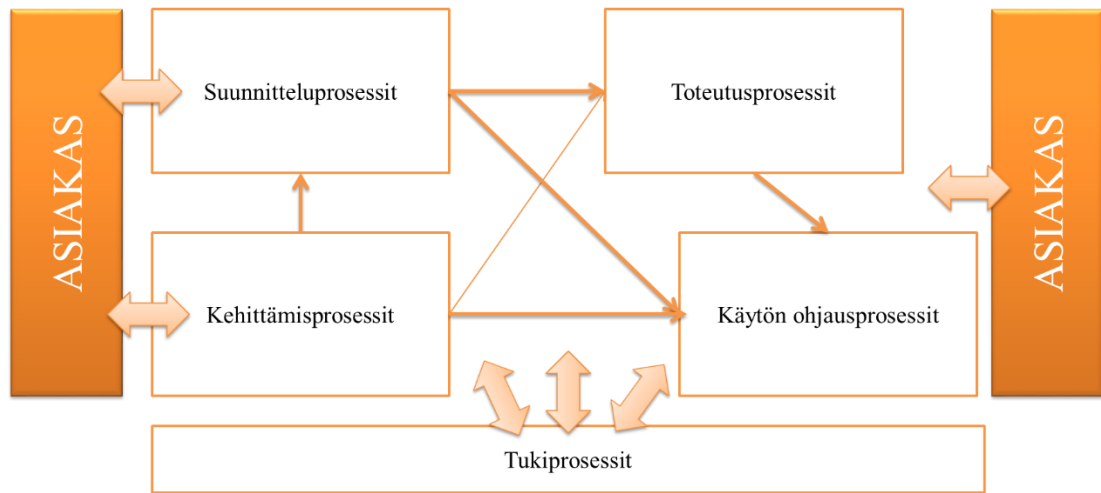 ASIAKAS
Suunnitteluprosessit
Toteutusprosessit
ASIAKAS
Kehittämisprosessit
Käytön ohjausprosessit
Tukiprosessit